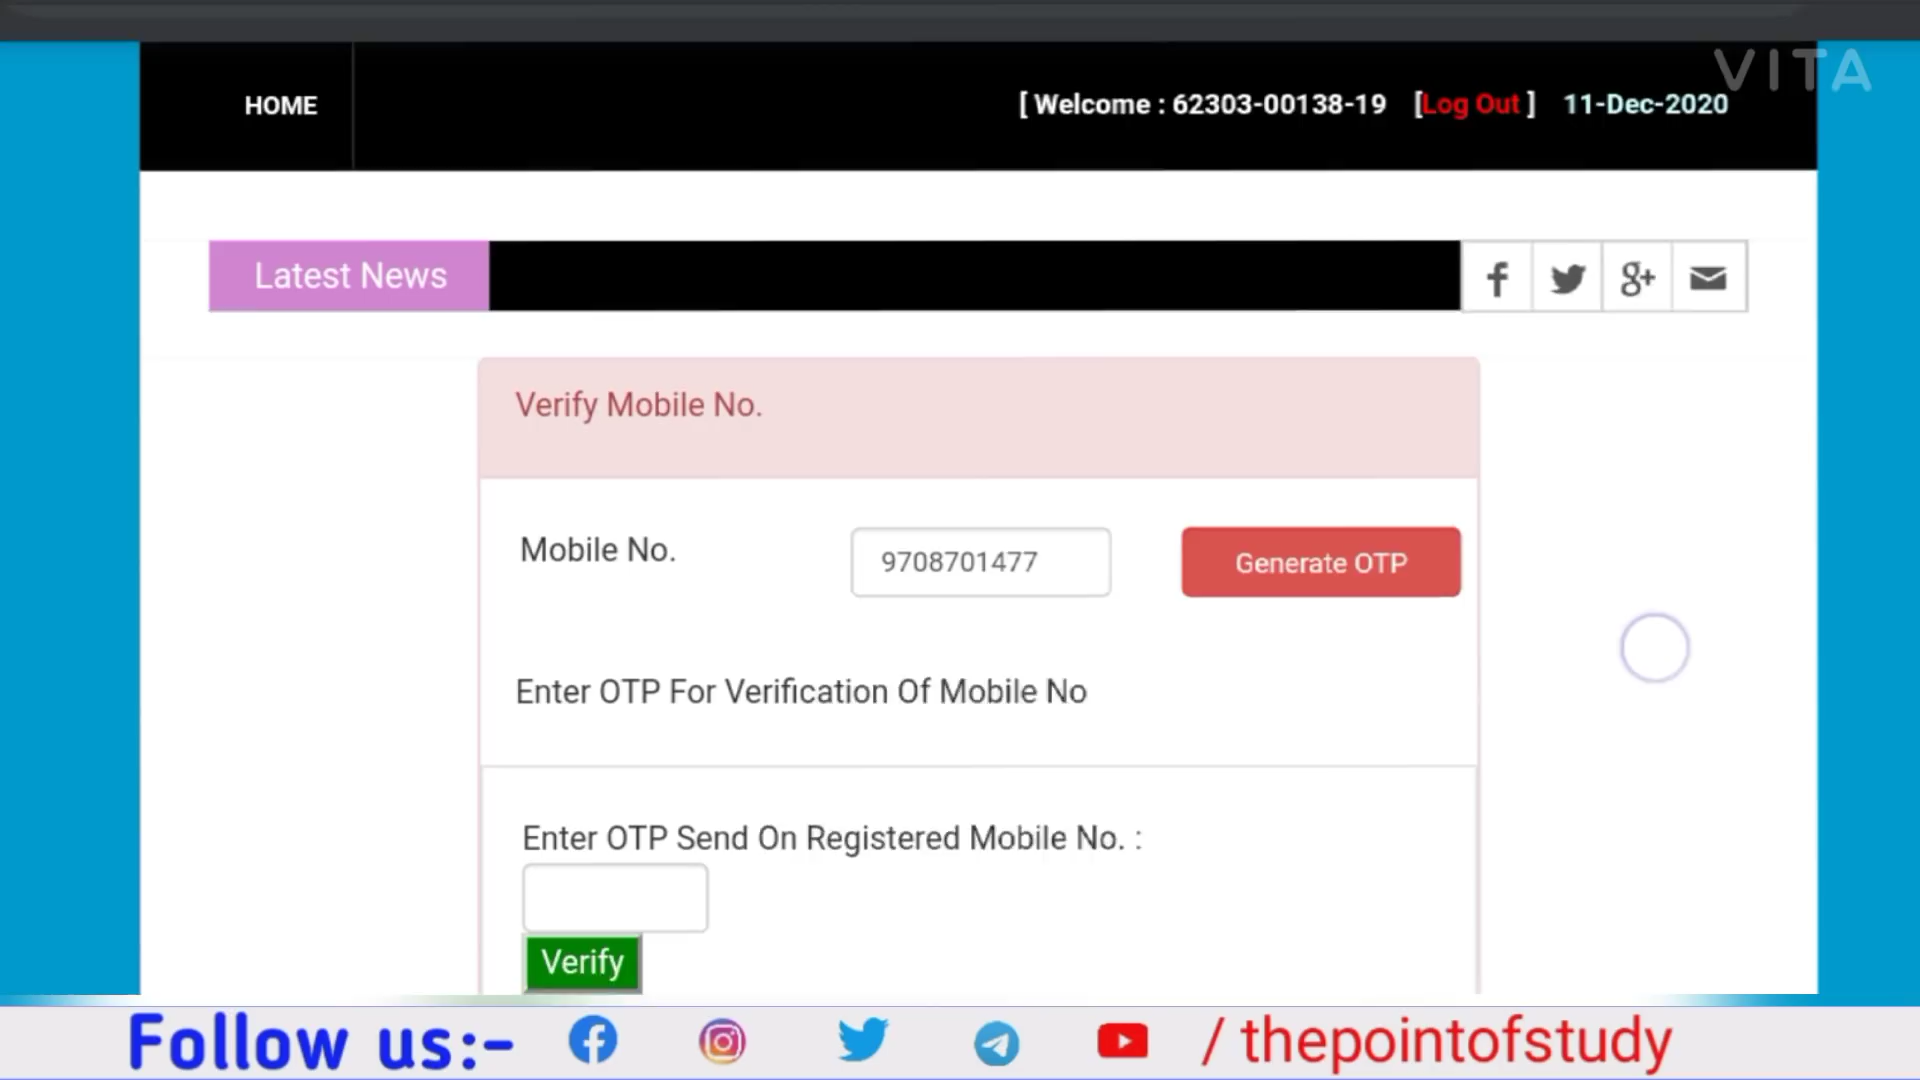 VITA
HOME [ Welcome : 62303-00138-19 [Log Out ] 11-Dec-2020
Latest News
Verify Mobile No.
Mobile No. 9708701477 Generate OTP
Enter OTP For Verification Of Mobile No
Enter OTP Send On Registered Mobile No. :
Verify
Follow us:- / thepointofstudy